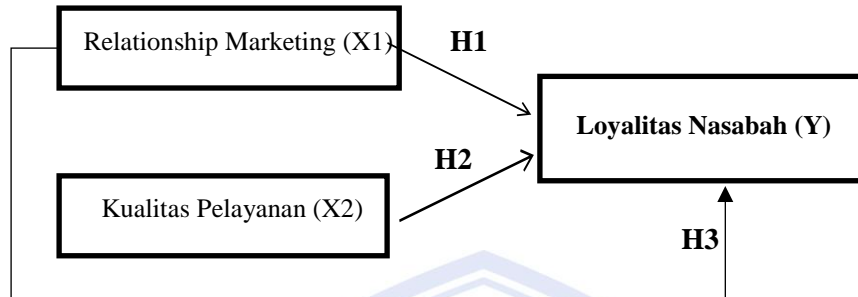 Relationship Marketing (X1)
H1
Loyalitas Nasabah (Y)
H2
Kualitas Pelayanan (X2)
H3